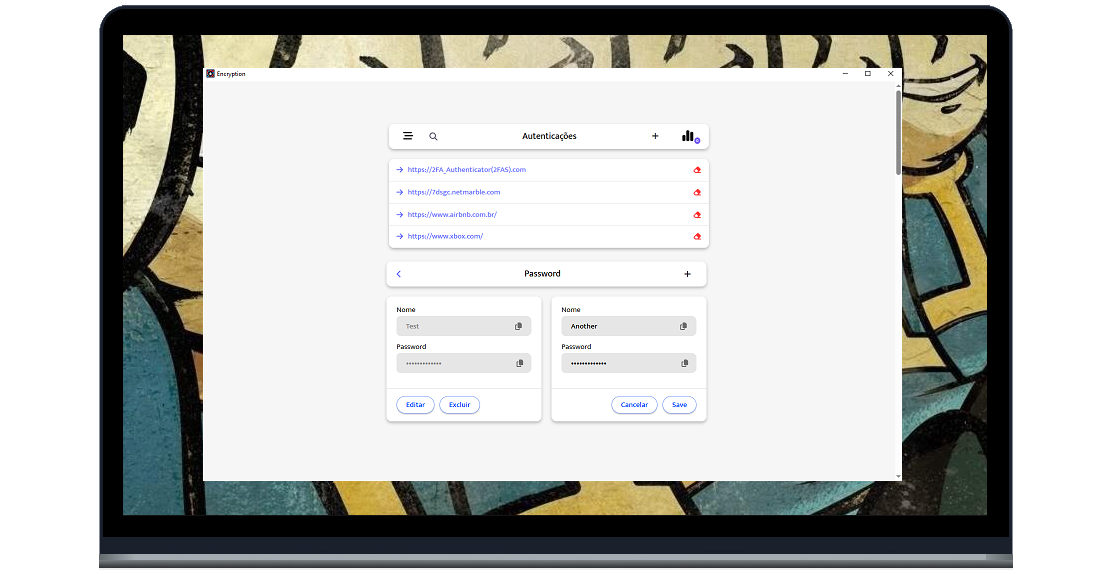 Encryption
Autenticações
https://2FA_Authenticator(2FAS).com
https://7dsgc.netmarble.com
https://www.airbnb.com.br/
https://www.xbox.com/
Password
Nome
Test
Password
Editar Excluir
Nome
Another
Password
Cancelar Save